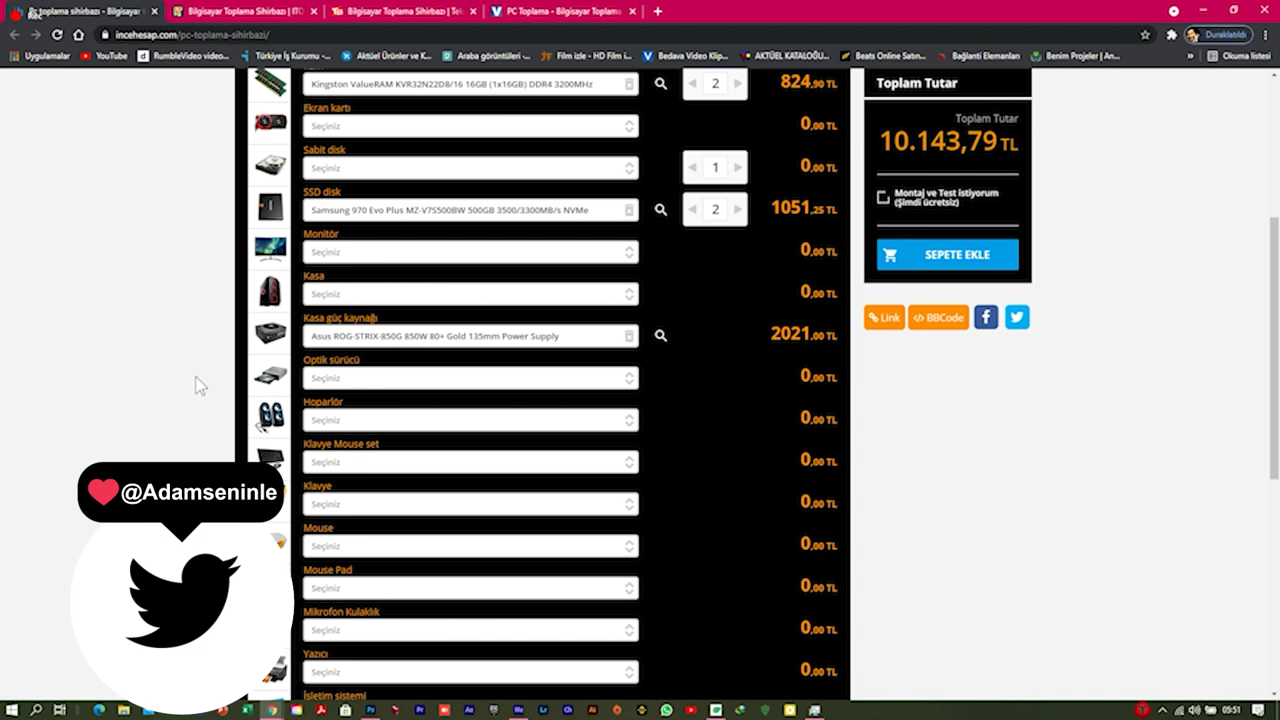 Pc toplama sihirbazı - Bilgisayar
Bilgisayar Toplama Sihirbazı | İTO
Bilgisayar Toplama Sihirbazı | Tek
PC Toplama - Bilgisayar Toplama
Rec
incehesap.com/pc-toplama-sihirbazi/
Duraklatıldı
Uygulamalar
YouTube
RumbleVideo video...
Türkiye İş Kurumu –...
Aktüel Ürünler ve K...
Araba görüntüleri -...
Film izle - HD Film i...
Bedava Video Klip...
AKTÜEL KATALOĞU...
Beats Online Satın...
Bağlanti Elemanları
Benim Projeler | An...
»
Okuma listesi
Kingston ValueRAM KVR32N22D8/16 16GB (1x16GB) DDR4 3200MHz
2
824,90 TL
Ekran kartı
Seçiniz
0,00 TL
Sabit disk
Seçiniz
1
0,00 TL
SSD disk
Samsung 970 Evo Plus MZ-V7S500BW 500GB 3500/3300MB/s NVMe
2
1051,25 TL
Monitör
Seçiniz
0,00 TL
Kasa
Seçiniz
0,00 TL
Kasa güç kaynağı
Asus ROG-STRIX-850G 850W 80+ Gold 135mm Power Supply
2021,00 TL
Optik sürücü
Seçiniz
0,00 TL
Hoparlör
Seçiniz
0,00 TL
Klavye Mouse set
Seçiniz
0,00 TL
Klavye
Seçiniz
0,00 TL
Mouse
Seçiniz
0,00 TL
Mouse Pad
Seçiniz
0,00 TL
Mikrofon Kulaklık
Seçiniz
0,00 TL
Yazıcı
Seçiniz
0,00 TL
İşletim sistemi
Toplam Tutar
Toplam Tutar
10.143,79 TL
Montaj ve Test istiyorum
(Şimdi ücretsiz)
SEPETE EKLE
Link
</> BBCode
@Adamseninle
05:51